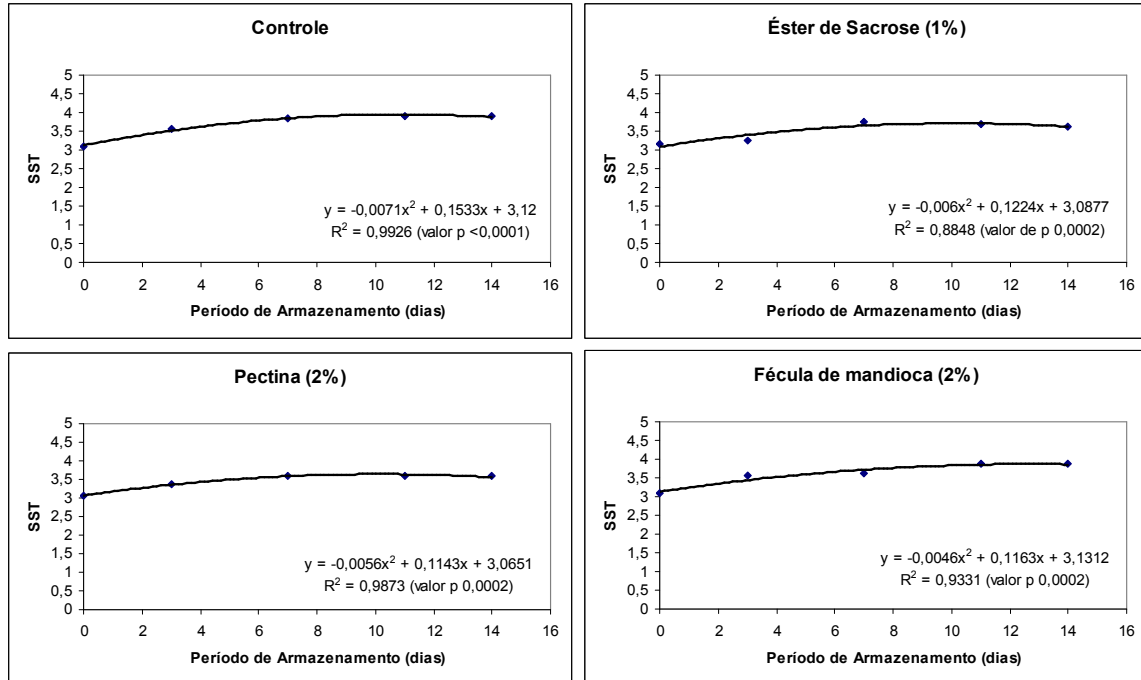 Controle
5
4,5
4
3,5
3
2,5
2
1,5
1
0,5
0
SST
y = -0,0071x² + 0,1533x + 3,12
R² = 0,9926 (valor p <0,0001)
0 2 4 6 8 10 12 14 16
Período de Armazenamento (dias)
Éster de Sacrose (1%)
5
4,5
4
3,5
3
2,5
2
1,5
1
0,5
0
SST
y = -0,006x² + 0,1224x + 3,0877
R² = 0,8848 (valor de p 0,0002)
0 2 4 6 8 10 12 14 16
Período de Armazenamento (dias)
Pectina (2%)
5
4,5
4
3,5
3
2,5
2
1,5
1
0,5
0
SST
y = -0,0056x² + 0,1143x + 3,0651
R² = 0,9873 (valor p 0,0002)
0 2 4 6 8 10 12 14 16
Período de Armazenamento (dias)
Fécula de mandioca (2%)
5
4,5
4
3,5
3
2,5
2
1,5
1
0,5
0
SST
y = -0,0046x² + 0,1163x + 3,1312
R² = 0,9331 (valor p 0,0002)
0 2 4 6 8 10 12 14 16
Período de Armazenamento (dias)